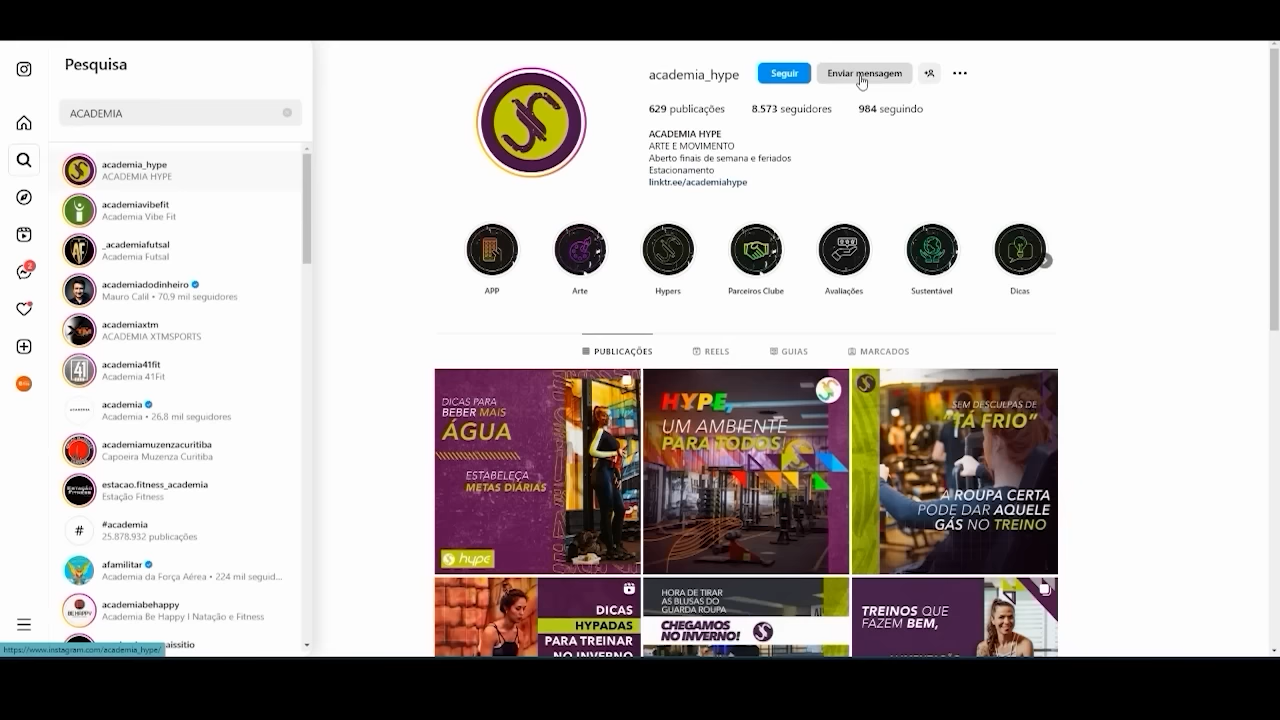 Pesquisa
ACADEMIA
academia_hype
ACADEMIA HYPE
academiavibefit
Academia Vibe Fit
_academiafutsal
Academia Futsal
academiadodinheiro
Mauro Calil • 70,9 mil seguidores
academiaxtm
ACADEMIA XTMSPORTS
academia41fit
Academia 41Fit
academia
Academia • 26,8 mil seguidores
academiamuzenzacuritiba
Capoeira Muzenza Curitiba
estacao.fitness_academia
Estação Fitness
#academia
25.878.932 publicações
afamilitar
Academia da Força Aérea • 224 mil seguid...
academiabehappy
Academia Be Happy I Natação e Fitness
aissitio
https://www.instagram.com/academia_hype/
2
academia_hype
Seguir
Enviar mensagem
629 publicações
8.573 seguidores
984 seguindo
ACADEMIA HYPE
ARTE E MOVIMENTO
Aberto finais de semana e feriados
Estacionamento
linktr.ee/academiahype
APP
Arte
Hypers
Parceiros Clube
Avaliações
Sustentável
Dicas
PUBLICAÇÕES
REELS
GUIAS
MARCADOS
DICAS PARA
BEBER MAIS
ÁGUA
ESTABELEÇA
METAS DIÁRIAS
hype
HYPE,
UM AMBIENTE
PARA TODOS!
SEM DESCULPAS DE
"TÁ FRIO"
A ROUPA CERTA
PODE DAR AQUELE
GÁS NO TREINO
DICAS
HYPADAS
PARA TREINAR
NO INVERNO
HORA DE TIRAR
AS BLUSAS DO
GUARDA ROUPA
CHEGAMOS
NO INVERNO!
TREINOS QUE
FAZEM BEM,